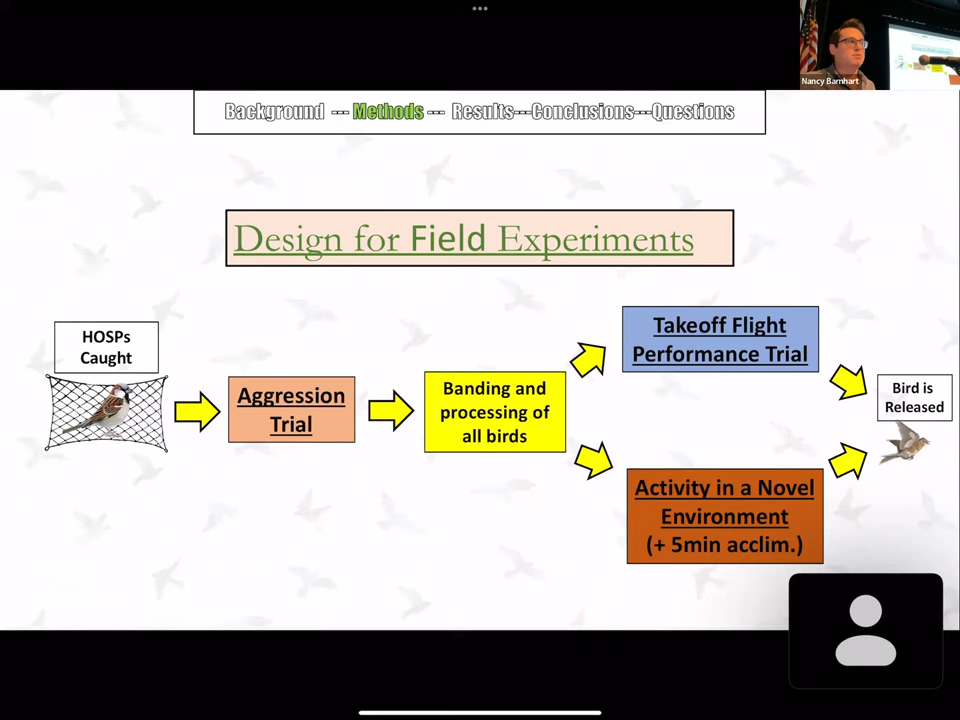 Nancy Barnhart
Background --- Methods --- Results---Conclusions---Questions
Design for Field Experiments
HOSPs
Caught
Aggression
Trial
Banding and
processing of
all birds
Takeoff Flight
Performance Trial
Activity in a Novel
Environment
(+ 5min acclim.)
Bird is
Released